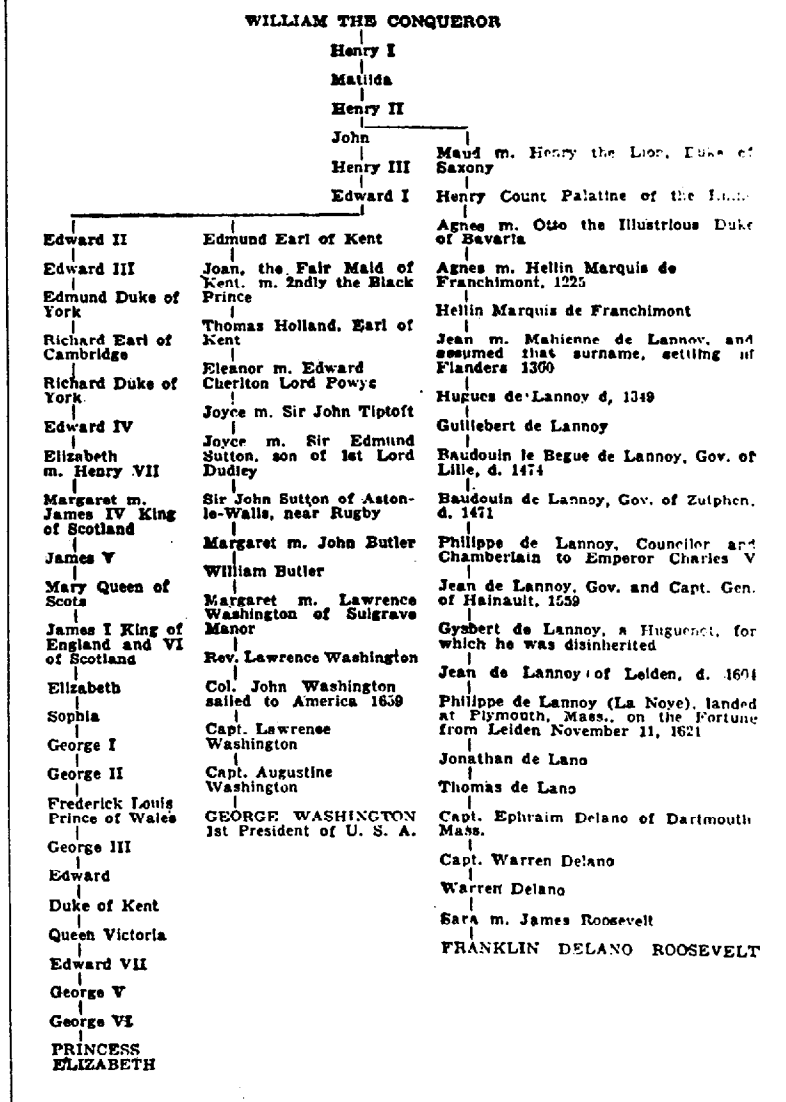 WILLIAM THE CONQUEROR
Henry I
Matilda
Henry II
John
Henry III
Edward I
Edward II
Edward III
Edmund Duke of
York
Richard Earl of
Cambridge
Richard Duke of
York
Edward IV
Elizabeth
m. Henry VII
Margaret m.
James IV King
of Scotland
James V
Mary Queen of
Scots
James I King of
England and VI
of Scotland
Elizabeth
Sophia
George I
George II
Frederick Louis
Prince of Wales
George III
Edward
Duke of Kent
Queen Victoria
Edward VII
George V
George VI
PRINCESS
ELIZABETH
Edmund Earl of Kent
Joan, the Fair Maid of
Kent. m. 2ndly the Black
Prince
Thomas Holland, Earl of
Kent
Eleanor m. Edward
Cherlton Lord Powys
Joyce m. Sir John Tiptoft
Joyce m. Sir Edmund
Sutton, son of 1st Lord
Dudley
Sir John Sutton of Aston-
le-Walls, near Rugby
Margaret m. John Butler
William Butler
Margaret m. Lawrence
Washington of Sulgrave
Manor
Rev. Lawrence Washington
Col. John Washington
sailed to America 1659
Capt. Lawrence
Washington
Capt. Augustine
Washington
GEORGE WASHINGTON
1st President of U. S. A.
Maud m. Henry the Lion, Duke of
Saxony
Henry Count Palatine of the
Agnes m. Otto the Illustrious Duke
of Bavaria
Agnes m. Hellin Marquis de
Franchimont, 1225
Hellin Marquis de Franchimont
Jean m. Mahienne de Lannoy, and
assumed that surname, settling in
Flanders 1300
Hugues de Lannoy d, 1349
Guillebert de Lannoy
Baudouin le Begue de Lannoy, Gov. of
Lille, d. 1474
Baudouin de Lannoy, Gov. of Zutphen,
d. 1471
Philippe de Lannoy, Councilor and
Chamberlain to Emperor Charles V
Jean de Lannoy, Gov. and Capt. Gen.
of Hainault, 1559
Gysbert de Lannoy, a Huguenot, for
which he was disinherited
Jean de Lannoy of Leiden, d. 1604
Philippe de Lannoy (La Noye), landed
at Plymouth, Mass., on the Fortune
from Leiden November 11, 1621
Jonathan de Lano
Thomas de Lano
Capt. Ephraim Delano of Dartmouth
Mass.
Capt. Warren Delano
Warren Delano
Sara m. James Roosevelt
FRANKLIN DELANO ROOSEVELT